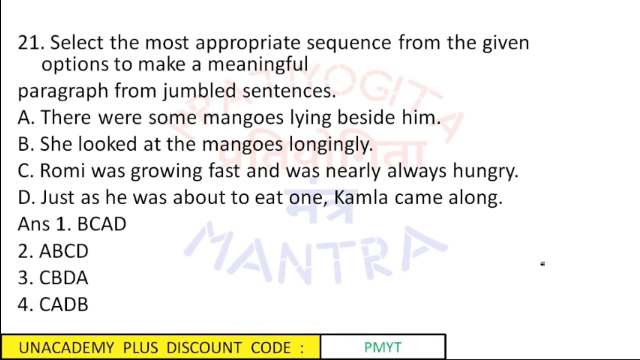 21. Select the most appropriate sequence from the given
options to make a meaningful
paragraph from jumbled sentences.
A. There were some mangoes lying beside him.
B. She looked at the mangoes longingly.
C. Romi was growing fast and was nearly always hungry.
D. Just as he was about to eat one, Kamla came along.
Ans 1. BCAD
2. ABCD
3. CBDA
4. CADB
PRATIYOGITA
प्रतियोगिता
मंत्र
MANTRA
UNACADEMY PLUS DISCOUNT CODE :
PMYT